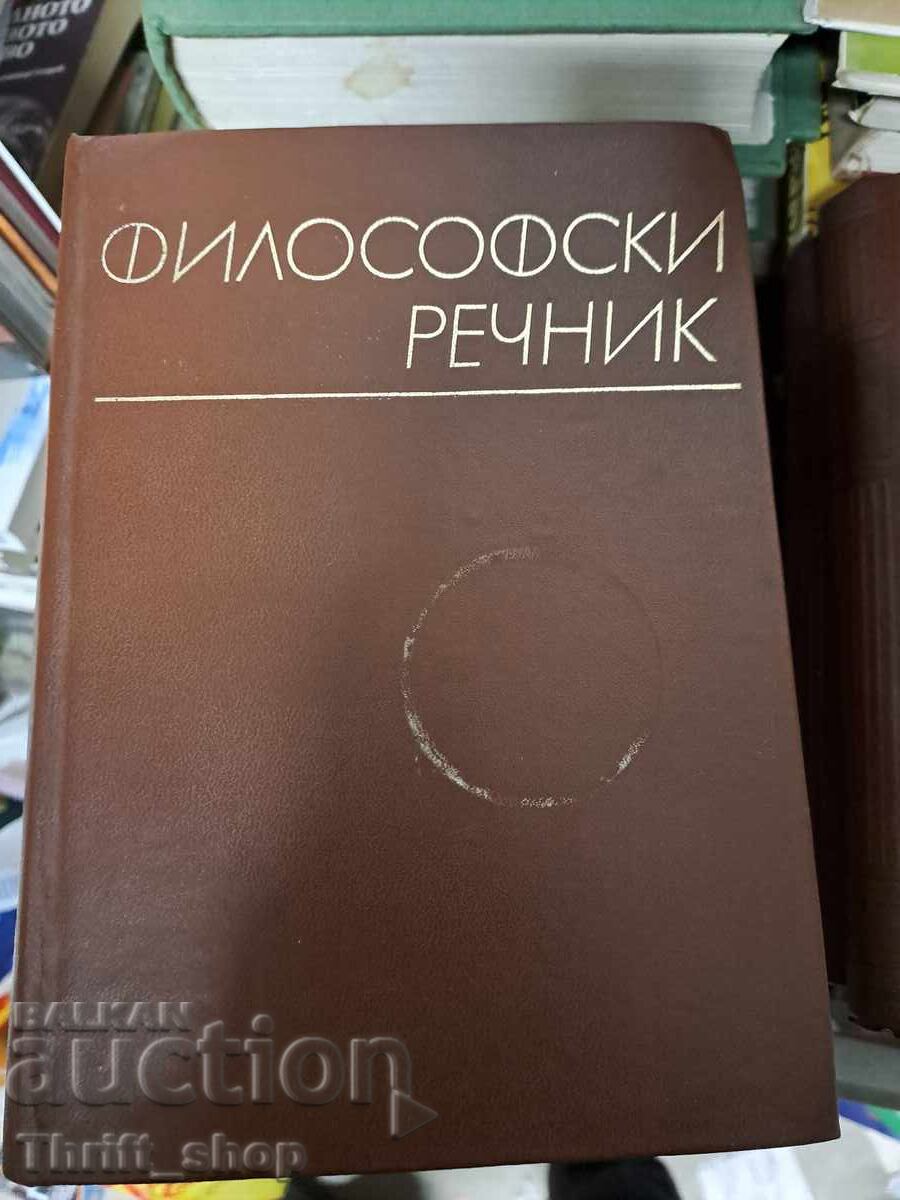 ФИЛОСОФСКИ
РЕЧНИК
BALKAN
auction
Thrift_shop